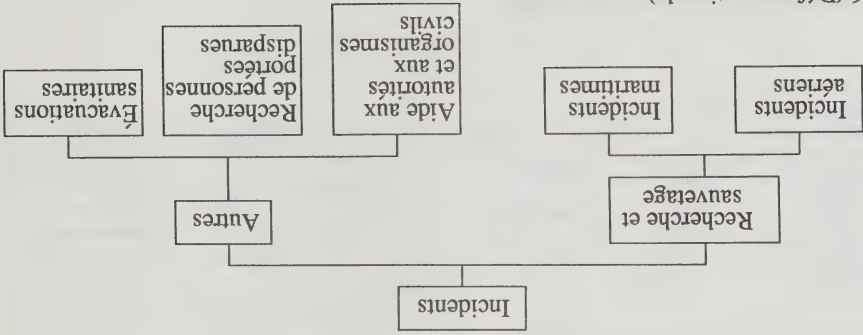 Incidents
Recherche et
sauvetage
Autres
Incidents
aériens
Incidents
maritimes
Aide aux
autorités
et aux
organismes
civils
Recherche
de personnes
portées
disparues
Évacuations
sanitaires